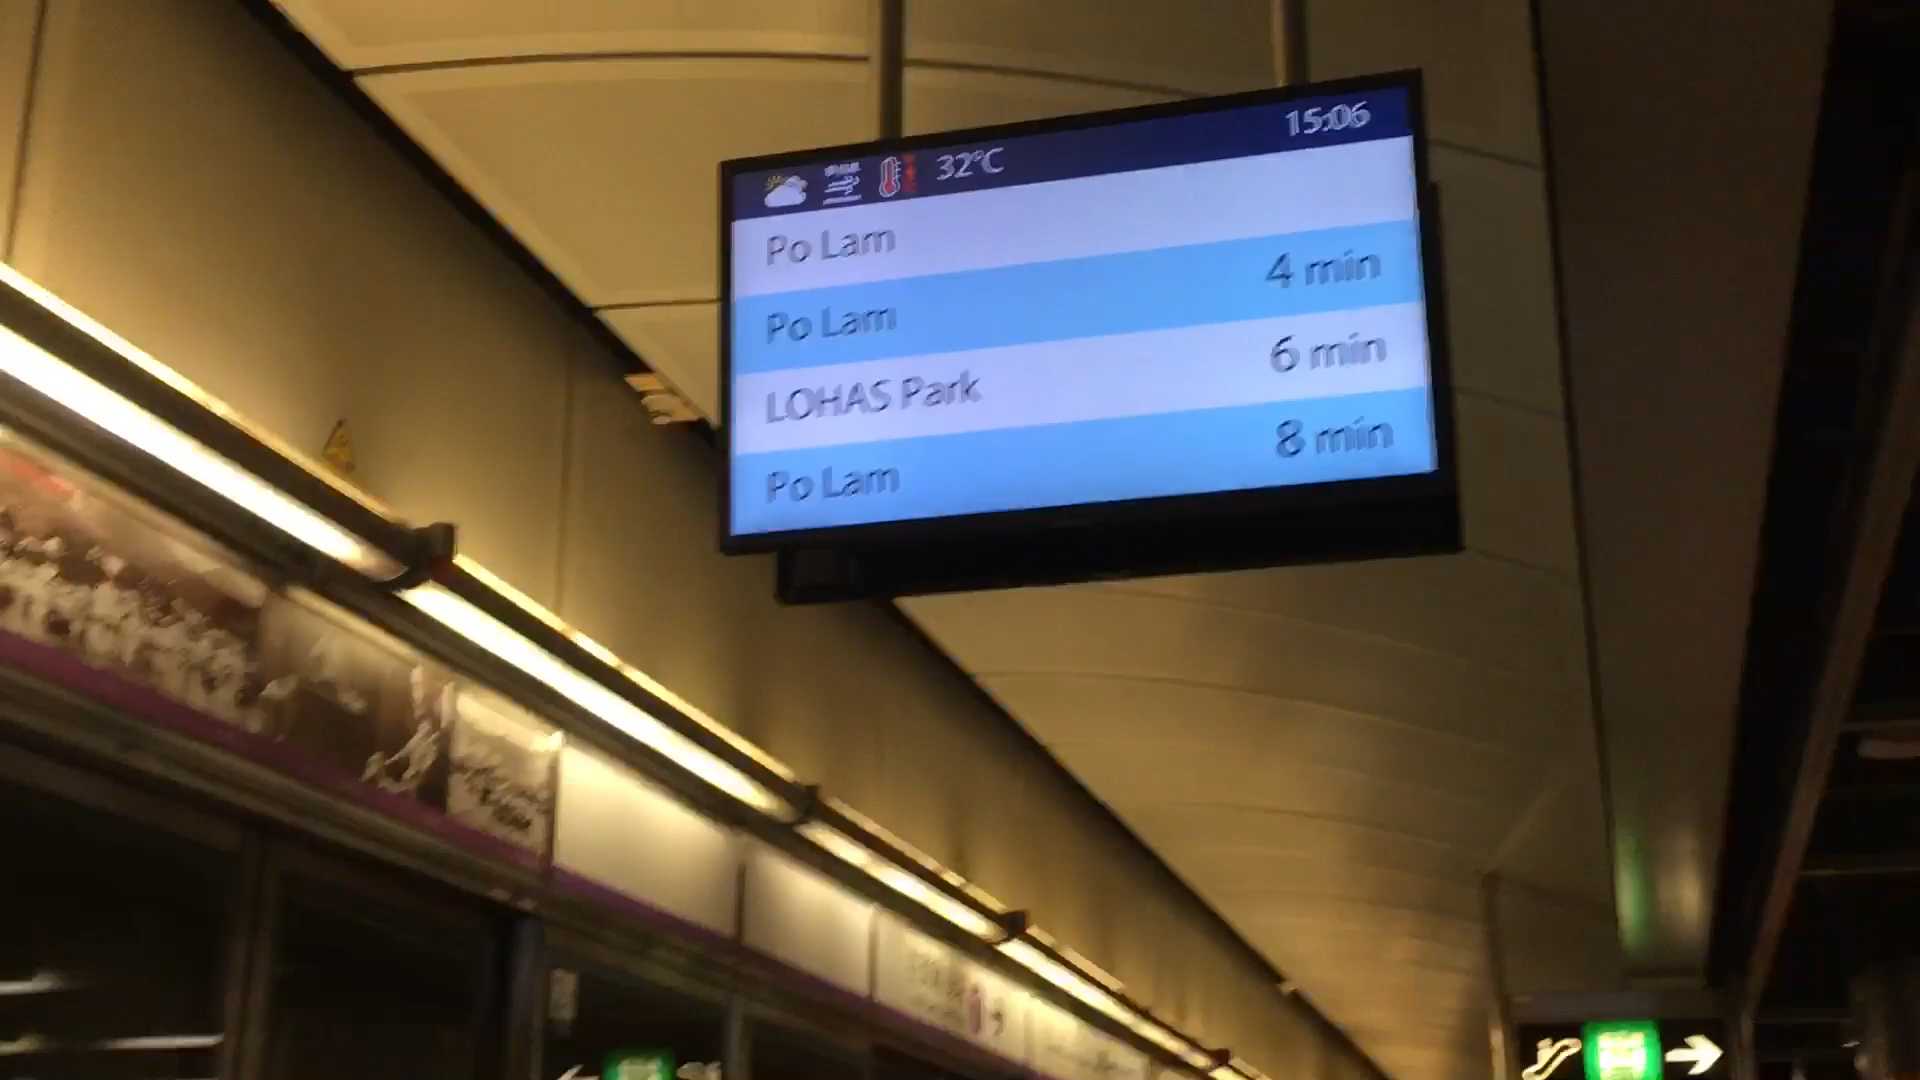 32°C 15:06
Po Lam
Po Lam 4 min
LOHAS Park 6 min
Po Lam 8 min